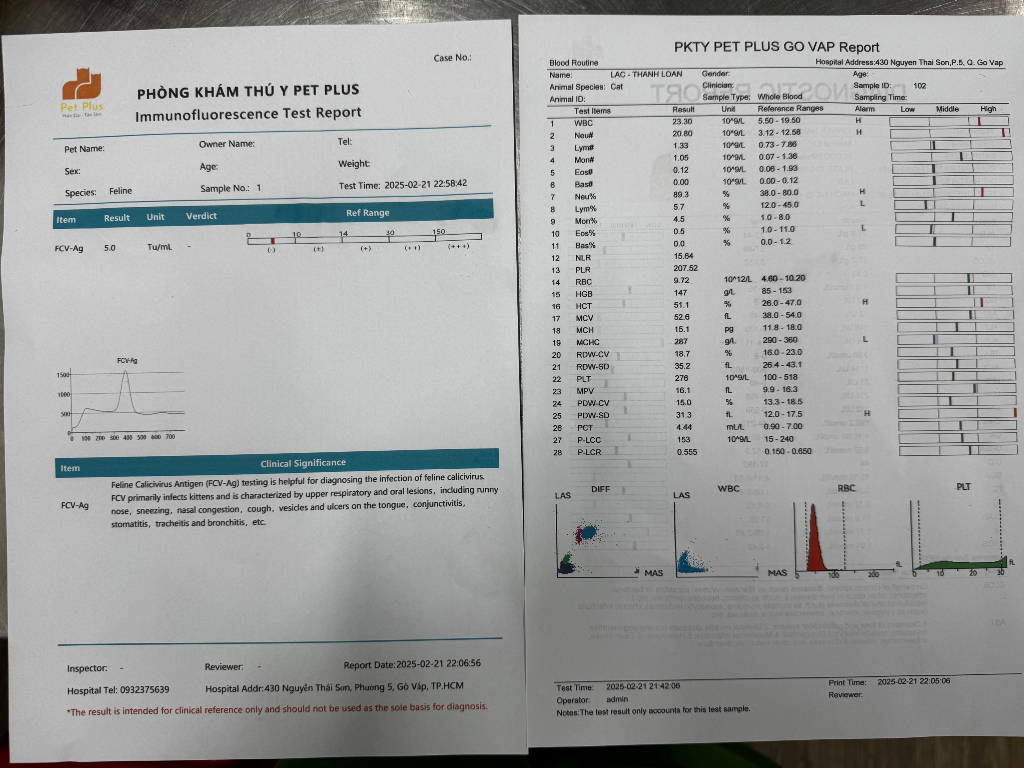 Case No.:
Pet Plus
PHÒNG KHÁM THÚ Y PET PLUS
Immunofluorescence Test Report
Pet Name:
Owner Name:
Tel:
Sex:
Age:
Weight:
Species: Feline
Sample No.: 1
Test Time: 2025-02-21 22:58:42
Item Result Unit Verdict Ref Range
FCV-Ag 5.0 Tu/mL -
0 10 14 30 150
(-) (±) (+) (++) (+++)
FCV-Ag
1500
1000
500
0 100 200 300 400 500 600 700
Item Clinical Significance
FCV-Ag
Feline Calicivirus Antigen (FCV-Ag) testing is helpful for diagnosing the infection of feline calicivirus.
FCV primarily infects kittens and is characterized by upper respiratory and oral lesions, including runny
nose, sneezing, nasal congestion, cough, vesicles and ulcers on the tongue, conjunctivitis,
stomatitis, tracheitis and bronchitis, etc.
Inspector: -
Reviewer: -
Report Date:2025-02-21 22:06:56
Hospital Tel: 0932375639
Hospital Addr:430 Nguyễn Thái Sơn, Phường 5, Gò Vấp, TP.HCM
*The result is intended for clinical reference only and should not be used as the sole basis for diagnosis.
PKTY PET PLUS GO VAP Report
Blood Routine
Hospital Address:430 Nguyen Thai Son,P.5, Q. Go Vap
Name: LAC - THANH LOAN Gender: Age:
Animal Species: Cat Clinician: Sample ID: 102
Animal ID: Sample Type: Whole Blood Sampling Time:
Test Items Result Unit Reference Ranges Alarm Low Middle High
1 WBC 23.30 10^9/L 5.50 - 19.50 H
2 Neu# 20.80 10^9/L 3.12 - 12.58 H
3 Lym# 1.33 10^9/L 0.73 - 7.86
4 Mon# 1.05 10^9/L 0.07 - 1.36
5 Eos# 0.12 10^9/L 0.06 - 1.93
6 Bas# 0.00 10^9/L 0.00 - 0.12
7 Neu% 89.3 % 38.0 - 80.0 H
8 Lym% 5.7 % 12.0 - 45.0 L
9 Mon% 4.5 % 1.0 - 8.0
10 Eos% 0.5 % 1.0 - 11.0 L
11 Bas% 0.0 % 0.0 - 1.2
12 NLR 15.64
13 PLR 207.52
14 RBC 9.72 10^12/L 4.60 - 10.20
15 HGB 147 g/L 85 - 153
16 HCT 51.1 % 26.0 - 47.0 H
17 MCV 52.6 fL 38.0 - 54.0
18 MCH 15.1 pg 11.8 - 18.0
19 MCHC 287 g/L 290 - 360 L
20 RDW-CV 18.7 % 16.0 - 23.0
21 RDW-SD 35.2 fL 26.4 - 43.1
22 PLT 276 10^9/L 100 - 518
23 MPV 16.1 fL 9.9 - 16.3
24 PDW-CV 15.0 % 13.3 - 18.5
25 PDW-SD 31.3 fL 12.0 - 17.5 H
26 PCT 4.44 mL/L 0.90 - 7.00
27 P-LCC 153 10^9/L 15 - 240
28 P-LCR 0.555 0.150 - 0.650
LAS DIFF MAS
LAS WBC MAS
RBC
0 100 200 fL
PLT
10 20 30 fL
Test Time: 2025-02-21 21:42:06
Print Time: 2025-02-21 22:05:06
Operator: admin
Reviewer:
Notes:The test result only accounts for this test sample.